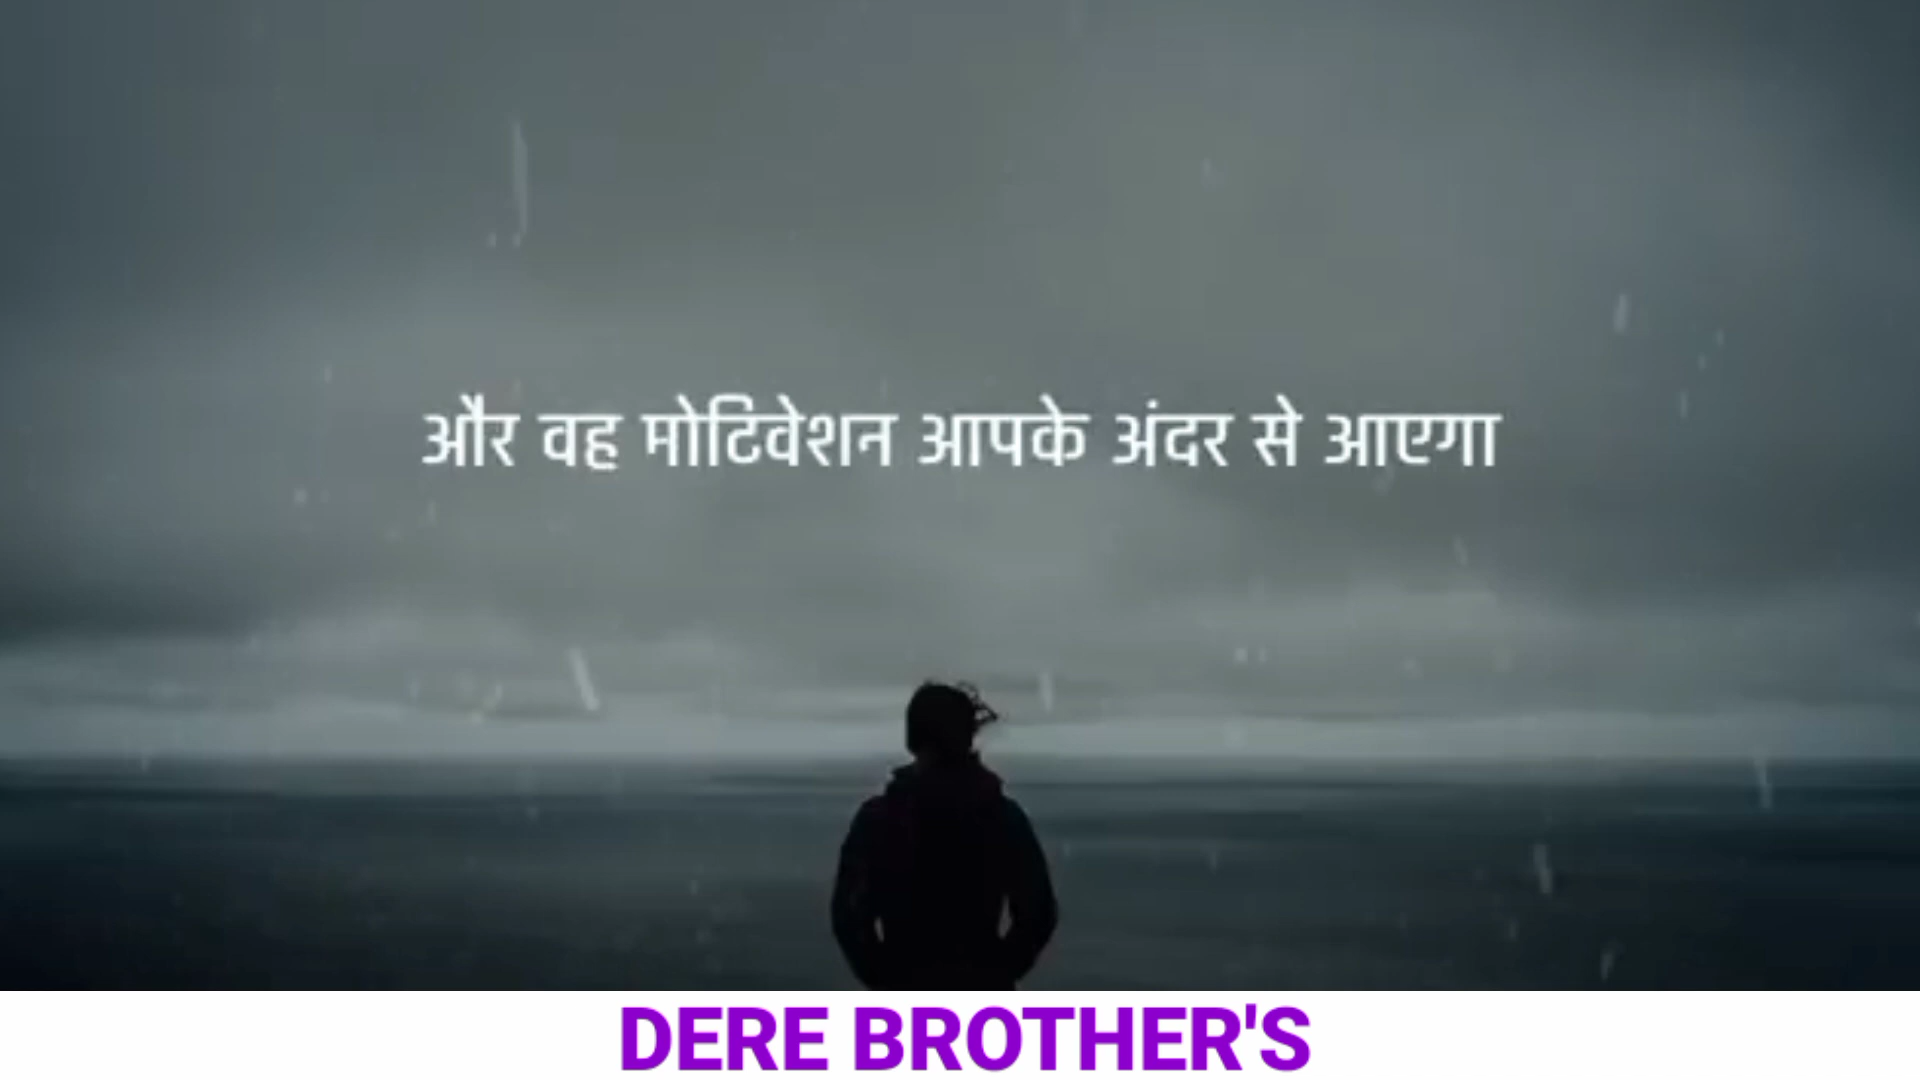 और वह मोटिवेशन आपके अंदर से आएगा
DERE BROTHER'S